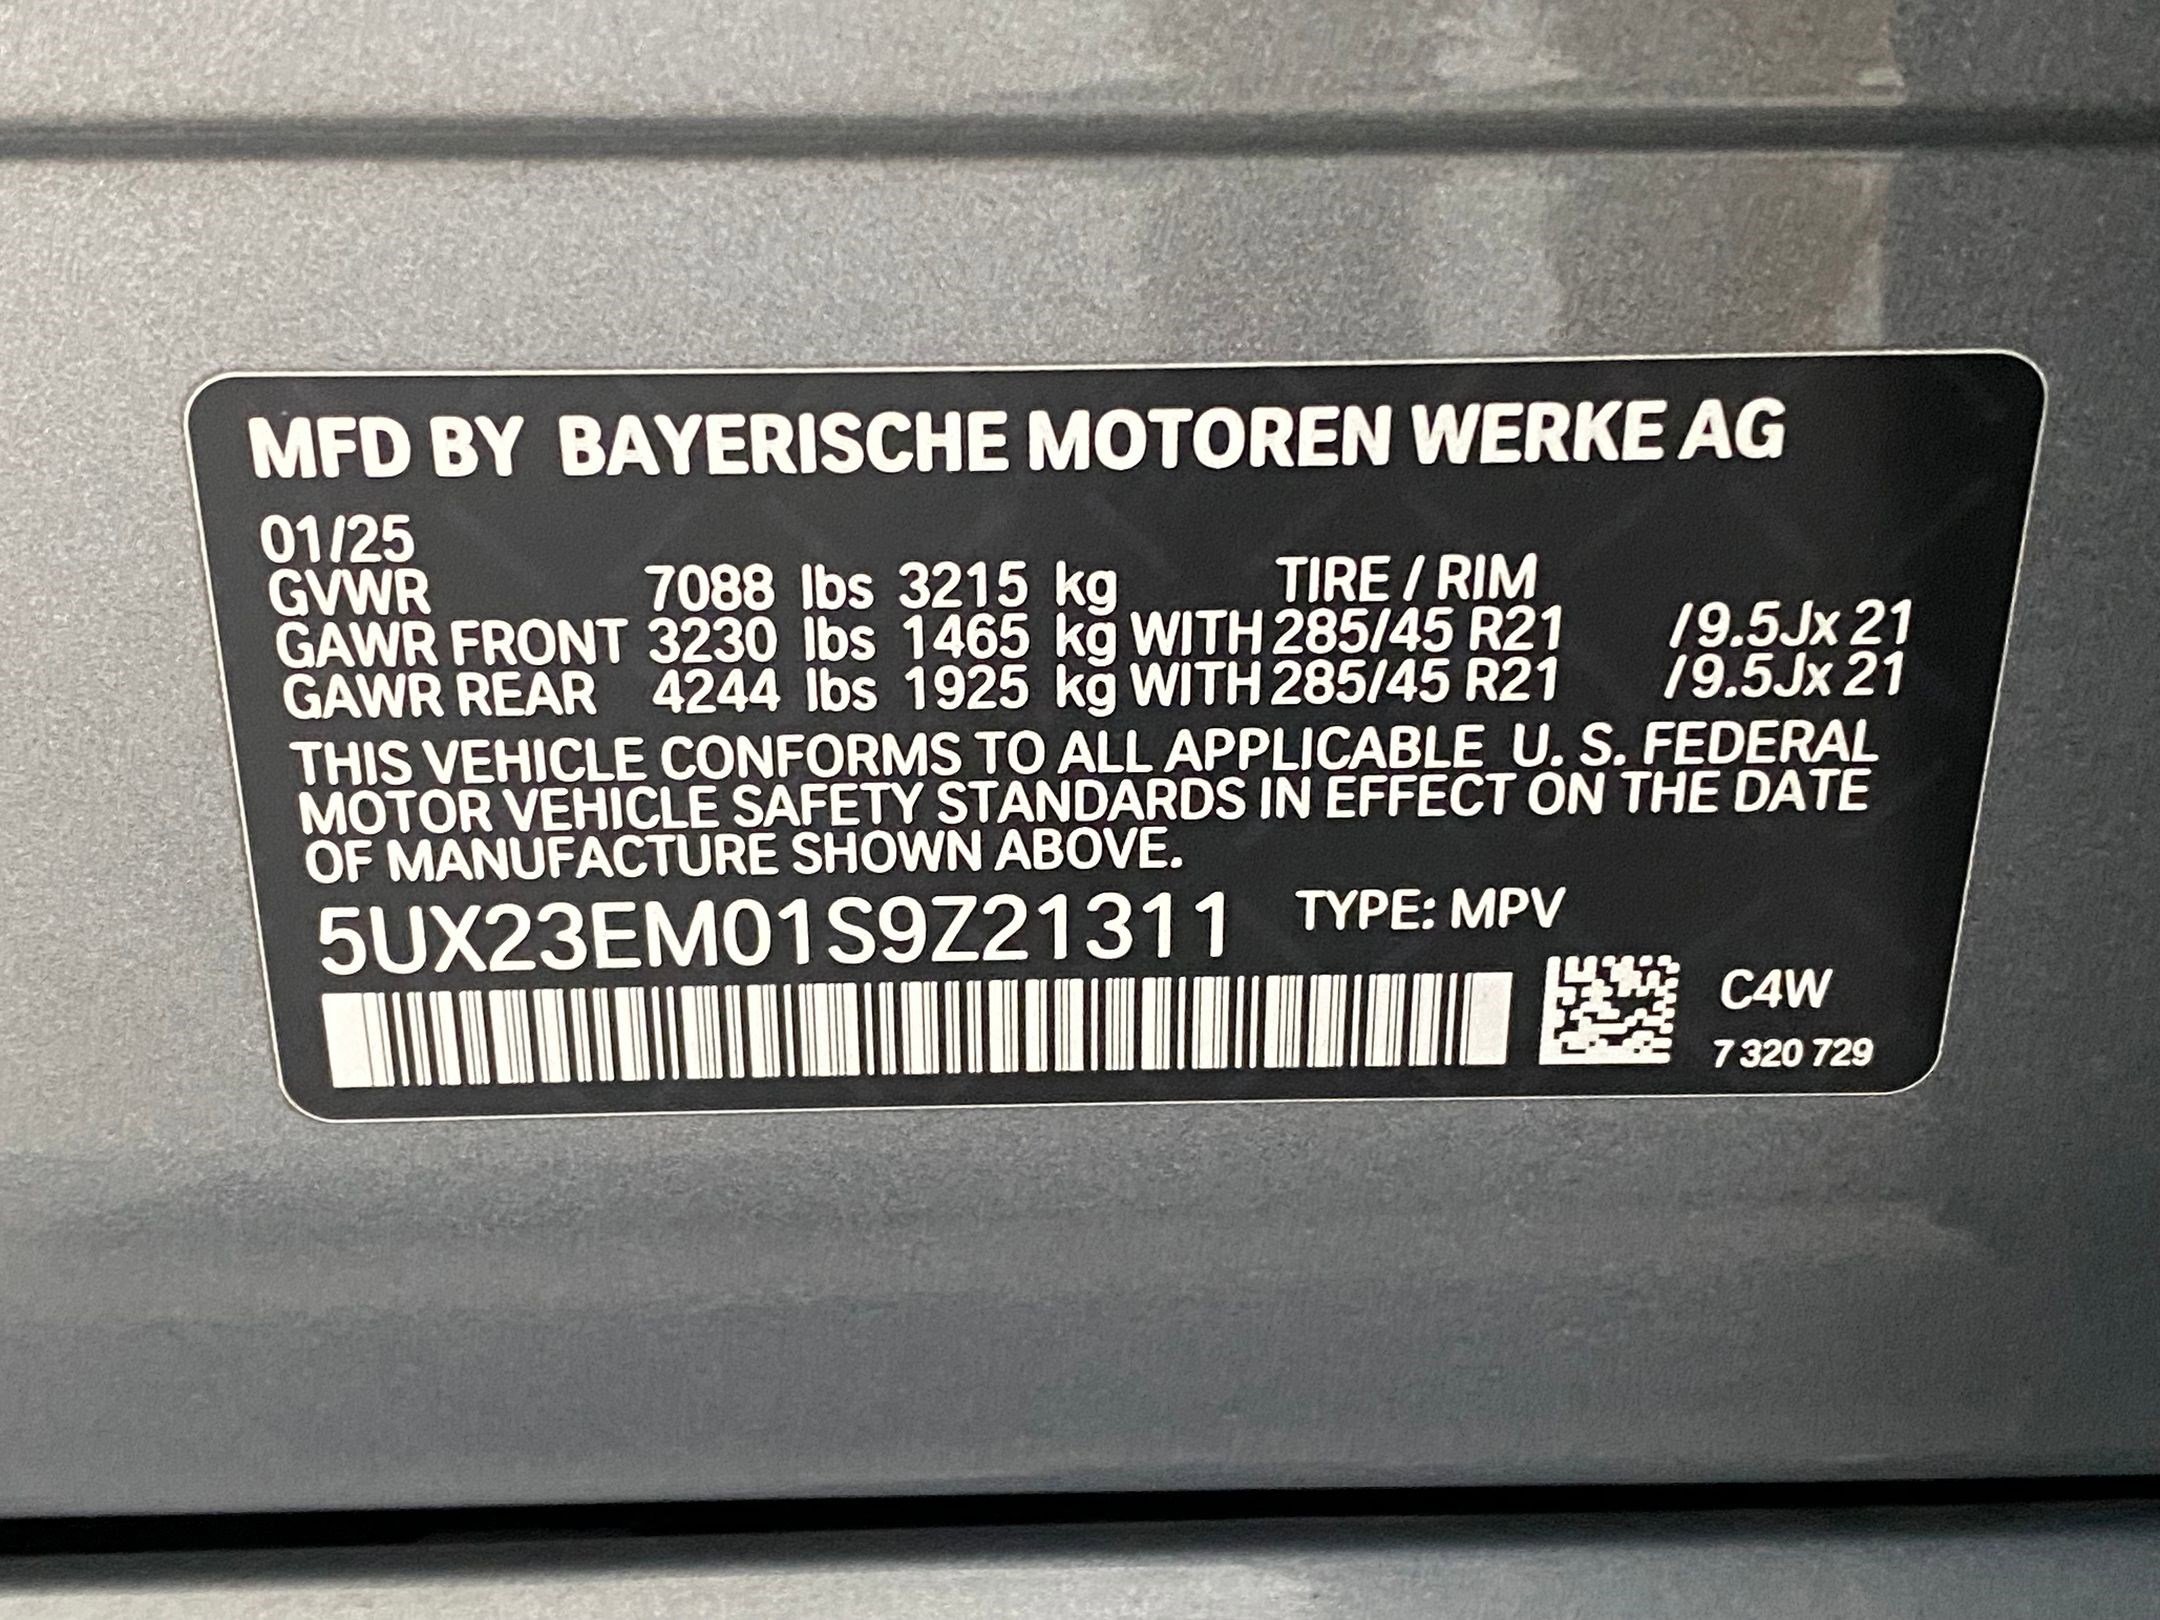 MFD BY BAYERISCHE MOTOREN WERKE AG
01/25
GVWR 7088 lbs 3215 kg TIRE / RIM
GAWR FRONT 3230 lbs 1465 kg WITH 285/45 R21 /9.5Jx 21
GAWR REAR 4244 lbs 1925 kg WITH 285/45 R21 /9.5Jx 21
THIS VEHICLE CONFORMS TO ALL APPLICABLE U. S. FEDERAL
MOTOR VEHICLE SAFETY STANDARDS IN EFFECT ON THE DATE
OF MANUFACTURE SHOWN ABOVE.
5UX23EM01S9Z21311 TYPE: MPV
C4W
7 320 729